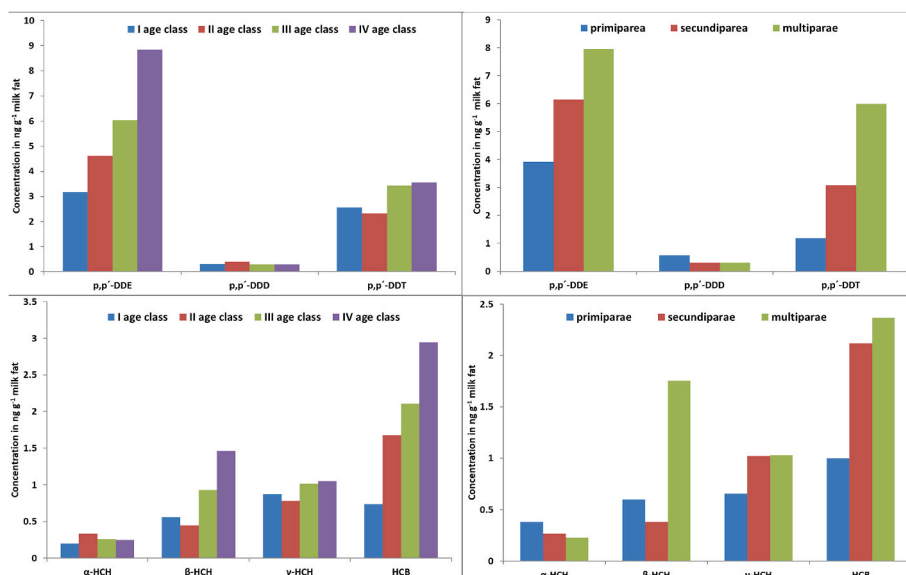 I age class II age class III age class IV age class
Concentration in ng g⁻¹ milk fat
10
9
8
7
6
5
4
3
2
1
0
p,p´-DDE p,p´-DDD p,p´-DDT
primiparea secundiparea multiparae
Concentration in ng g⁻¹ milk fat
9
8
7
6
5
4
3
2
1
0
p,p´-DDE p,p´-DDD p,p´-DDT
I age class II age class III age class IV age class
Concentration in ng g⁻¹ milk fat
3.5
3
2.5
2
1.5
1
0.5
0
α-HCH β-HCH γ-HCH HCB
primiparae secundiparae multiparae
Concentration in ng g⁻¹ milk fat
2.5
2
1.5
1
0.5
0
α-HCH β-HCH γ-HCH HCB